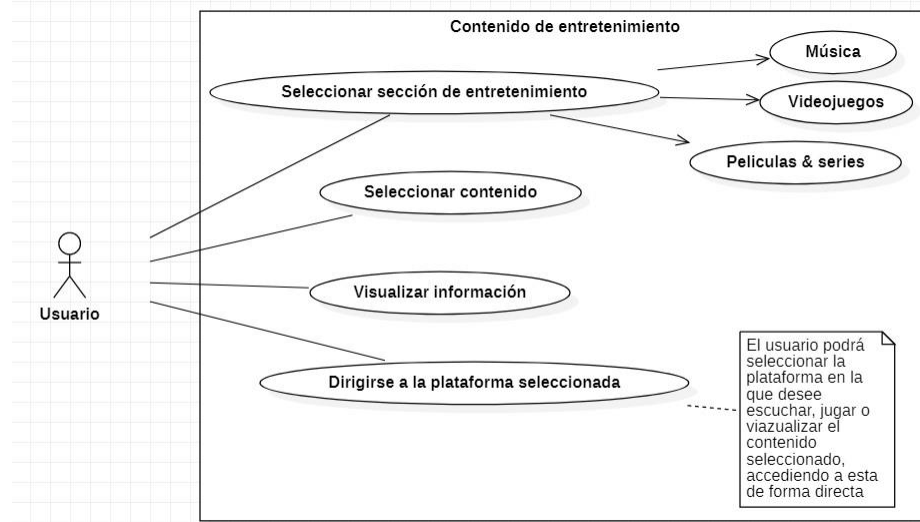 Contenido de entretenimiento
Música
Seleccionar sección de entretenimiento
Videojuegos
Peliculas & series
Seleccionar contenido
Visualizar información
Usuario
Dirigirse a la plataforma seleccionada
El usuario podrá
seleccionar la
plataforma en la
que desee
escuchar, jugar o
viazualizar el
contenido
seleccionado,
accediendo a esta
de forma directa